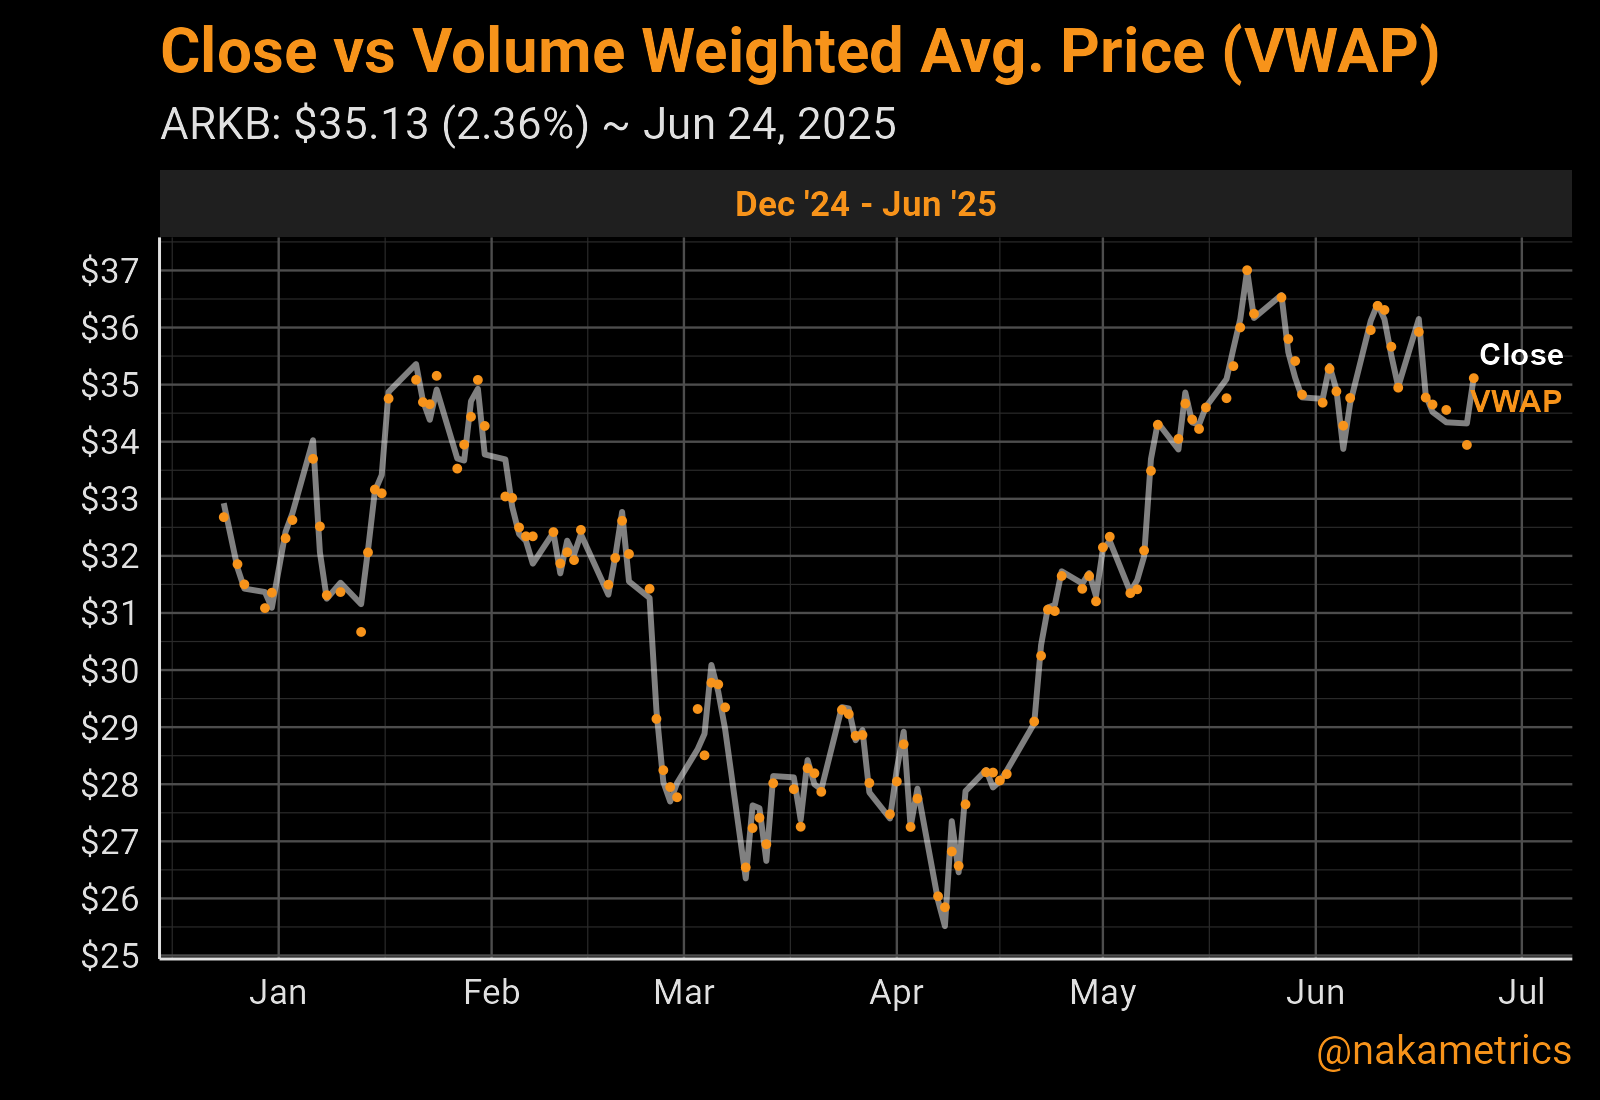 Close vs Volume Weighted Avg. Price (VWAP)
ARKB: $35.13 (2.36%) ~ Jun 24, 2025
Dec '24 - Jun '25
$37
$36
$35
$34
$33
$32
$31
$30
$29
$28
$27
$26
$25
Close
VWAP
Jan Feb Mar Apr May Jun Jul
@nakametrics